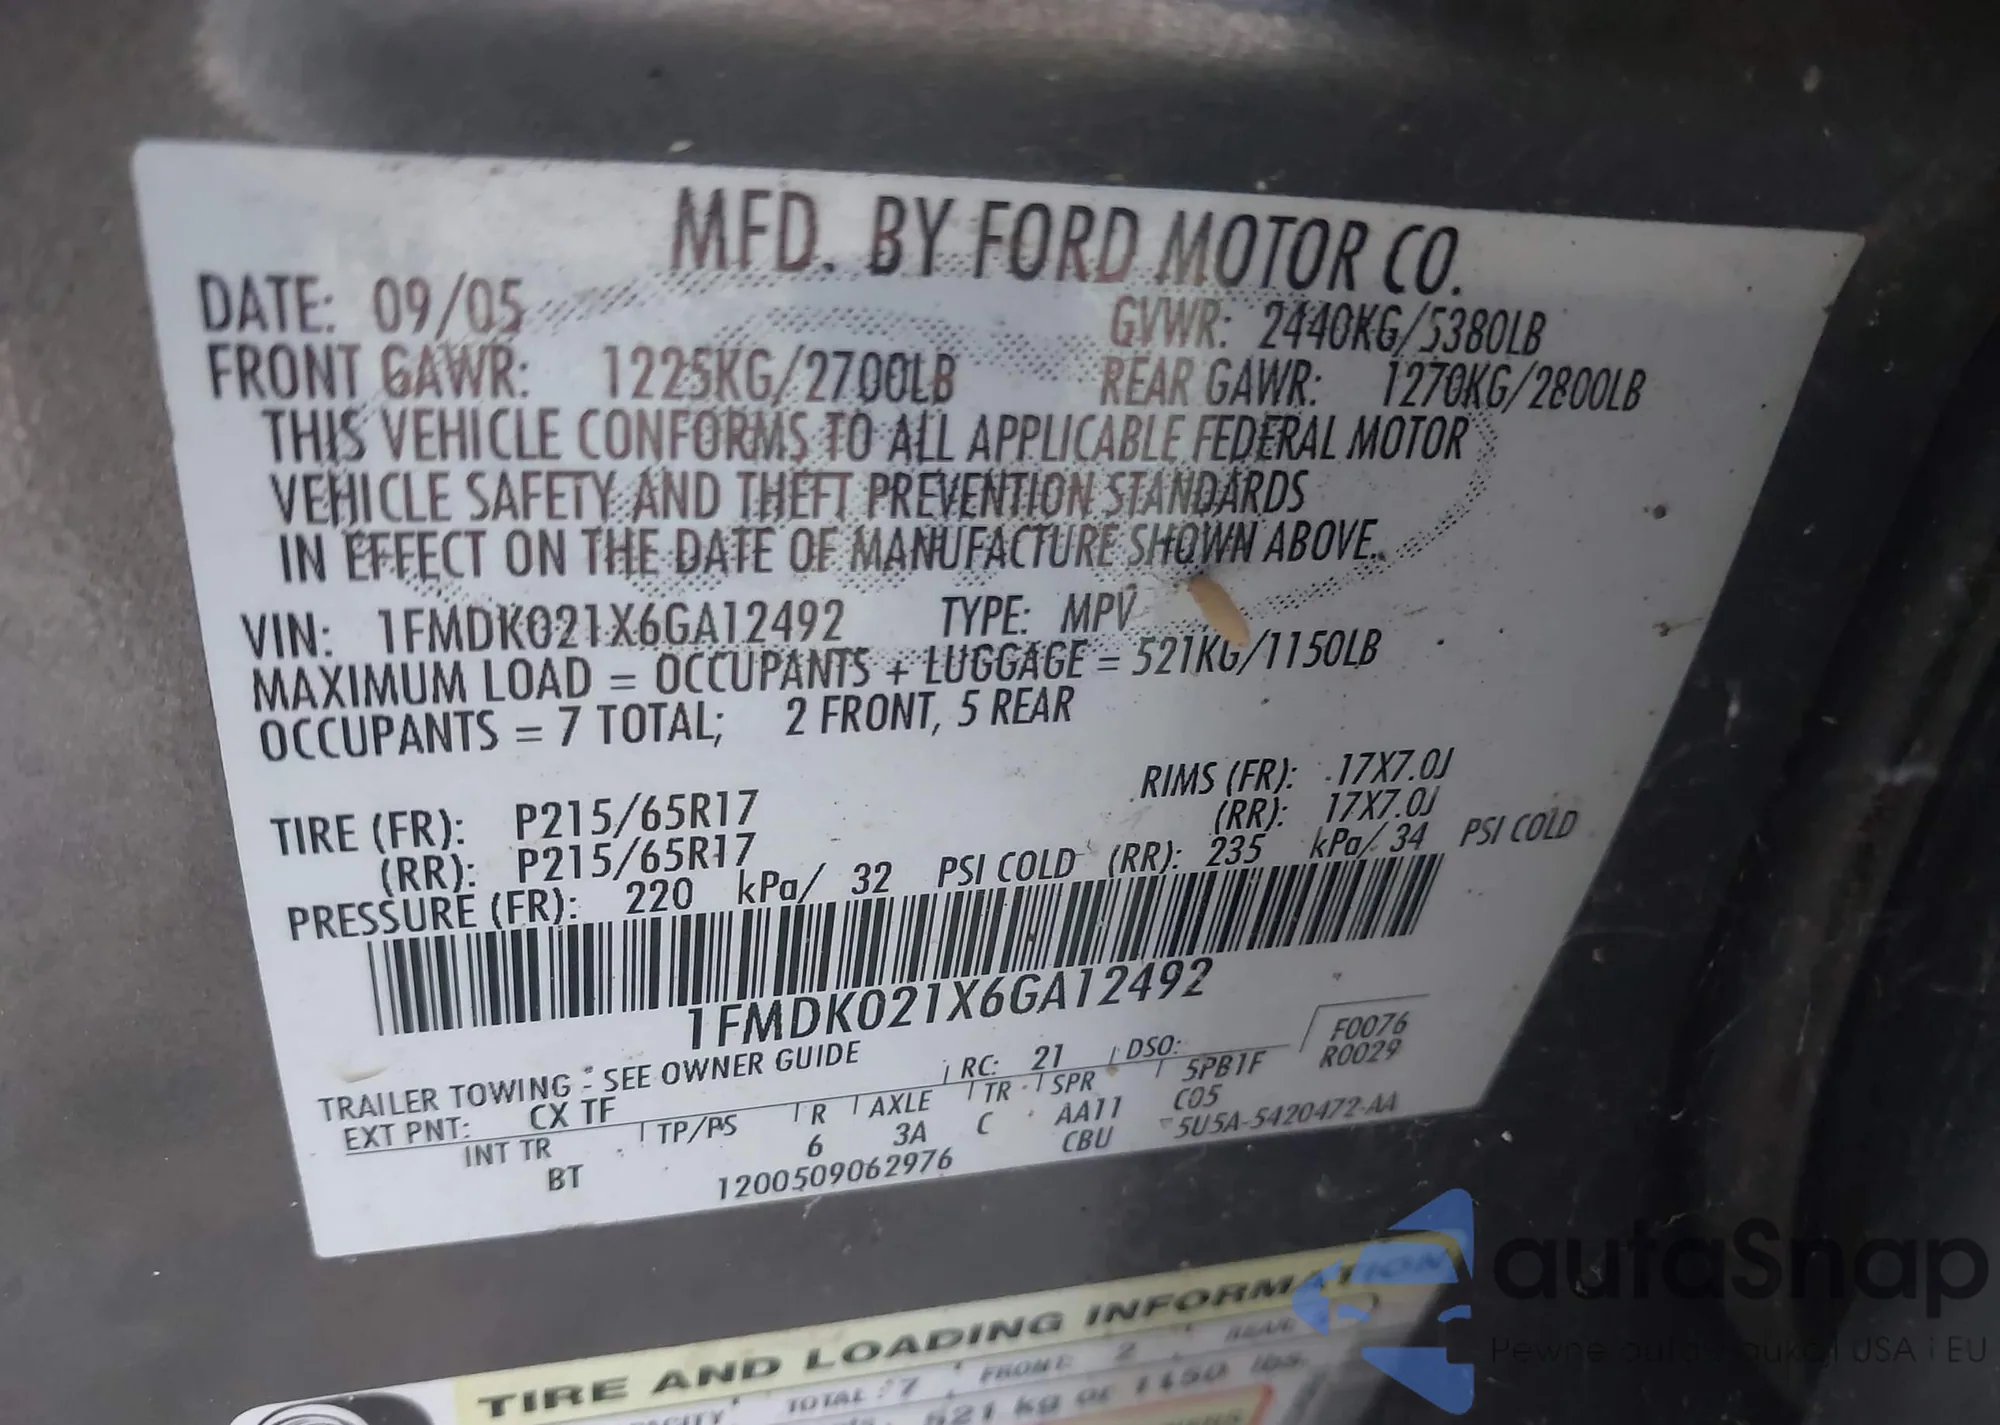 MFD. BY FORD MOTOR CO.
DATE: 09/05 GVWR: 2440KG/5380LB
FRONT GAWR: 1225KG/2700LB REAR GAWR: 1270KG/2800LB
THIS VEHICLE CONFORMS TO ALL APPLICABLE FEDERAL MOTOR
VEHICLE SAFETY AND THEFT PREVENTION STANDARDS
IN EFFECT ON THE DATE OF MANUFACTURE SHOWN ABOVE.
VIN: 1FMDK021X6GA12492 TYPE: MPV
MAXIMUM LOAD = OCCUPANTS + LUGGAGE = 521KG/1150LB
OCCUPANTS = 7 TOTAL; 2 FRONT, 5 REAR
RIMS (FR): 17X7.0J
TIRE (FR): P215/65R17 (RR): 17X7.0J
(RR): P215/65R17
PRESSURE (FR): 220 kPa/ 32 PSI COLD (RR): 235 kPa/ 34 PSI COLD
1FMDK021X6GA12492
TRAILER TOWING - SEE OWNER GUIDE RC: 21 DSO: F0076
EXT PNT: CX TF 5PB1F R0029
INT TR TP/PS R AXLE TR SPR C05
BT 6 3A C AA11 5U5A-5420472-AA
1200509062976 CBU
TIRE AND LOADING INFORMATION
TOTAL: 7 FRONT: 2
521 kg or 1150 lbs.
autaSnap
Pewne auta USA i EU